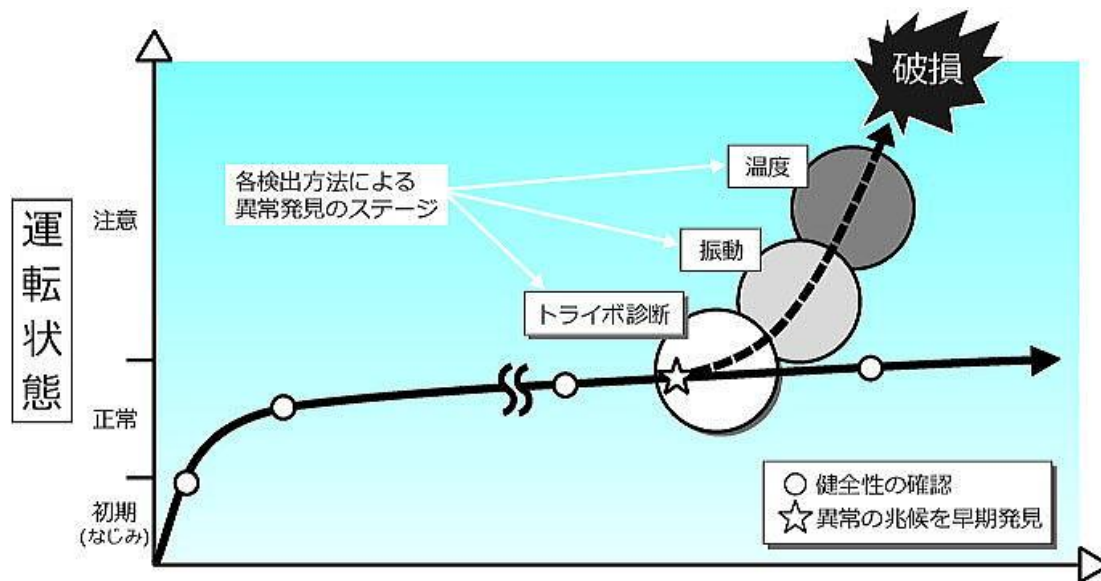 破損
温度
各検出方法による
異常発見のステージ
注意
振動
運転状態
トライボ診断
正常
健全性の確認
異常の兆候を早期発見
初期
(なじみ)